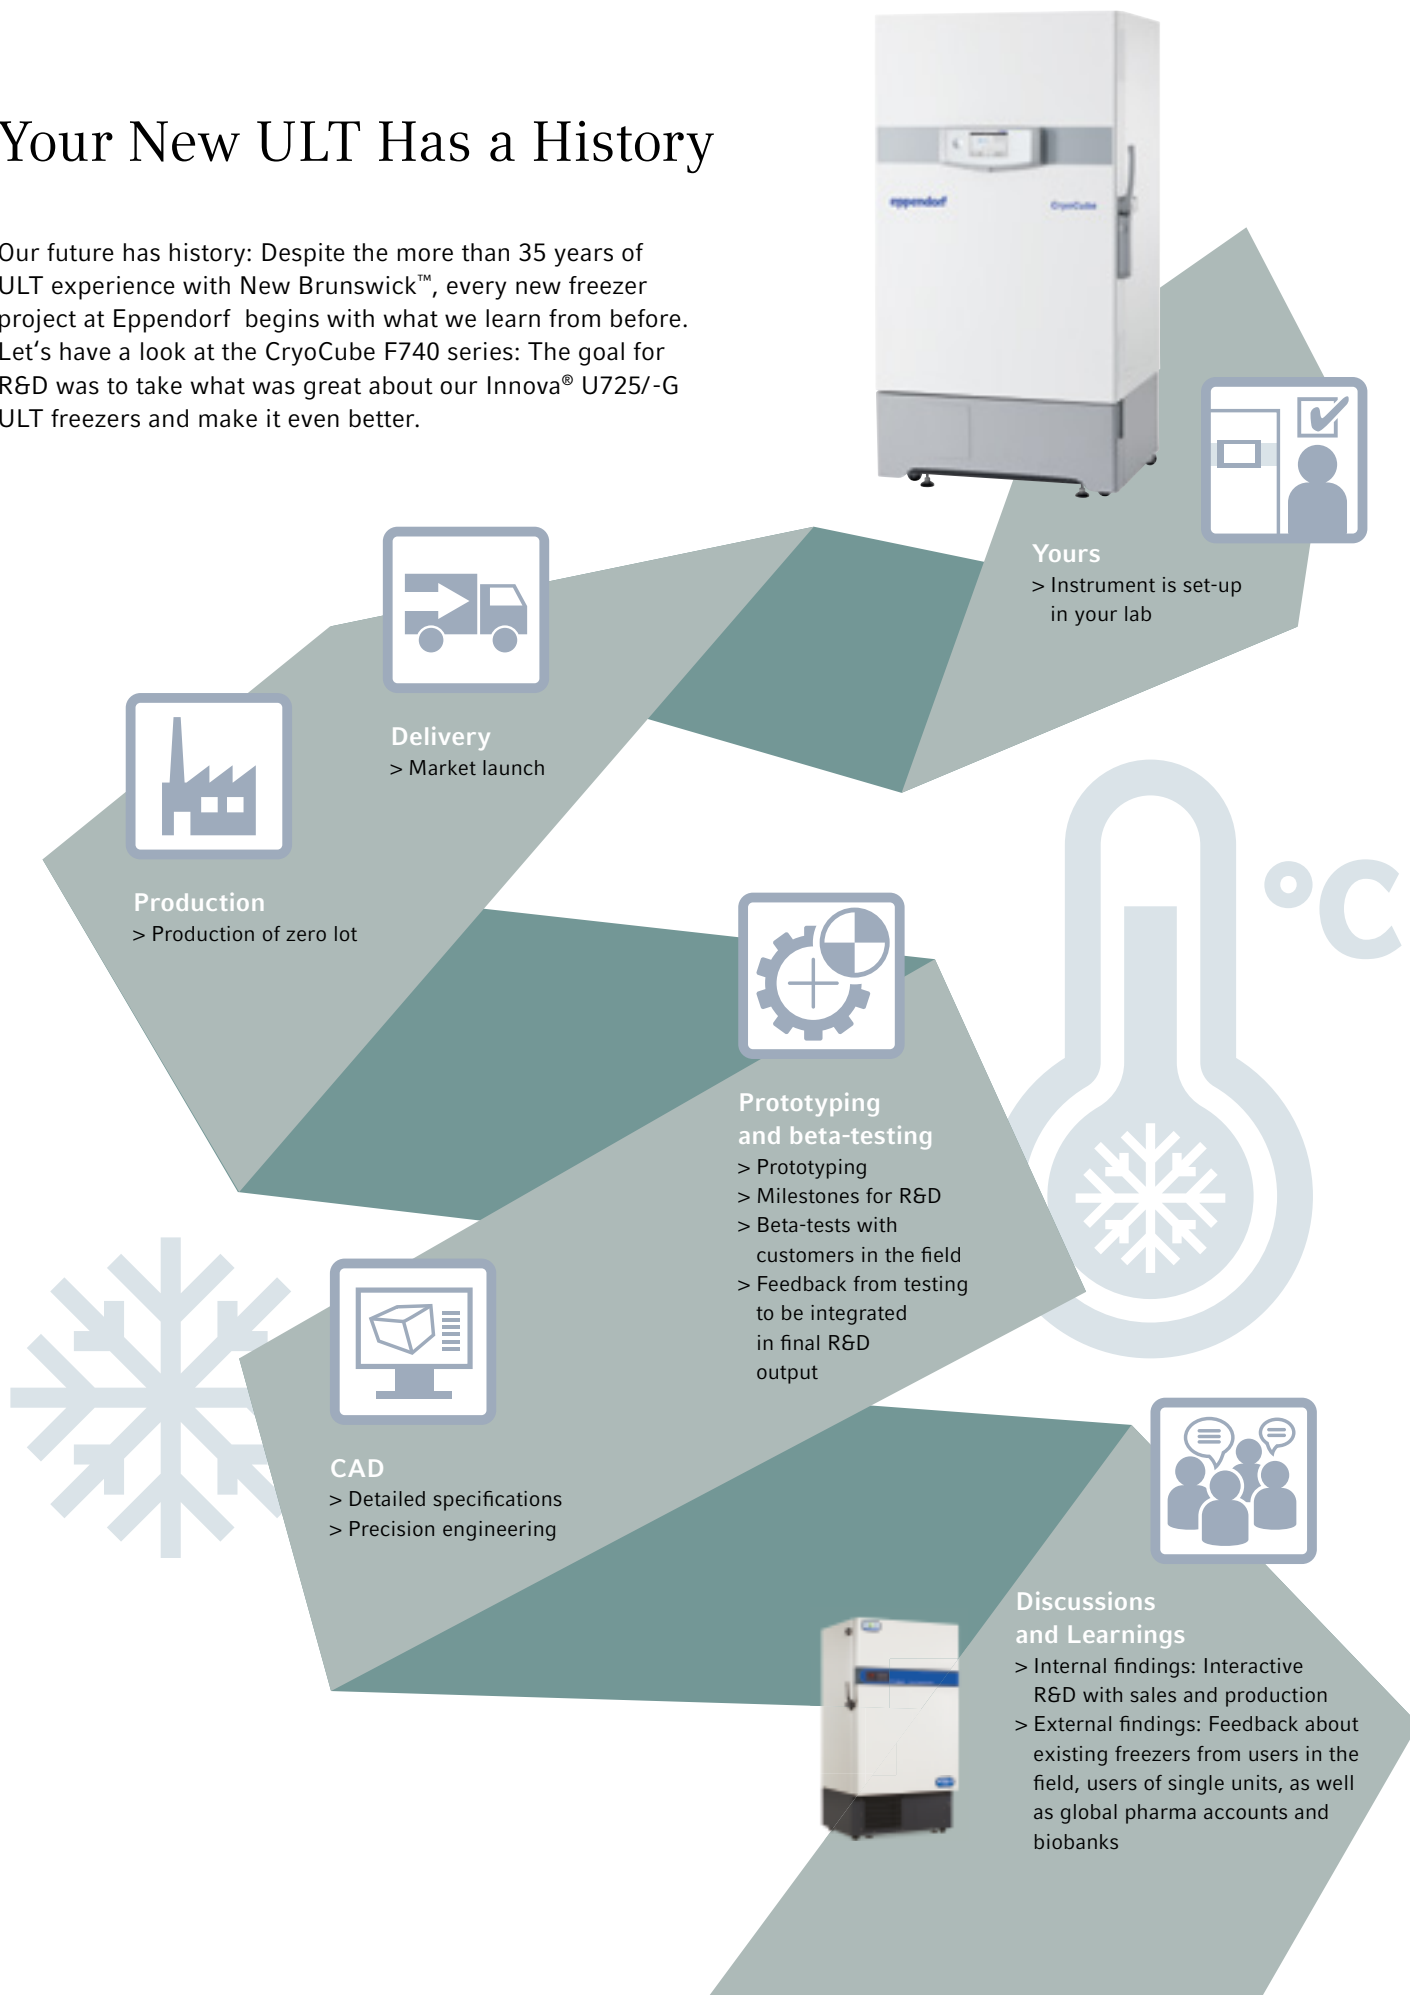 Your New ULT Has a History
Our future has history: Despite the more than 35 years of
ULT experience with New Brunswick™, every new freezer
project at Eppendorf begins with what we learn from before.
Let‘s have a look at the CryoCube F740 series: The goal for
R&D was to take what was great about our Innova® U725/-G
ULT freezers and make it even better.
eppendorf
CryoCube
Yours
> Instrument is set-up
in your lab
Delivery
> Market launch
Production
> Production of zero lot
°C
Prototyping
and beta-testing
> Prototyping
> Milestones for R&D
> Beta-tests with
customers in the field
> Feedback from testing
to be integrated
in final R&D
output
CAD
> Detailed specifications
> Precision engineering
Discussions
and Learnings
> Internal findings: Interactive
R&D with sales and production
> External findings: Feedback about
existing freezers from users in the
field, users of single units, as well
as global pharma accounts and
biobanks